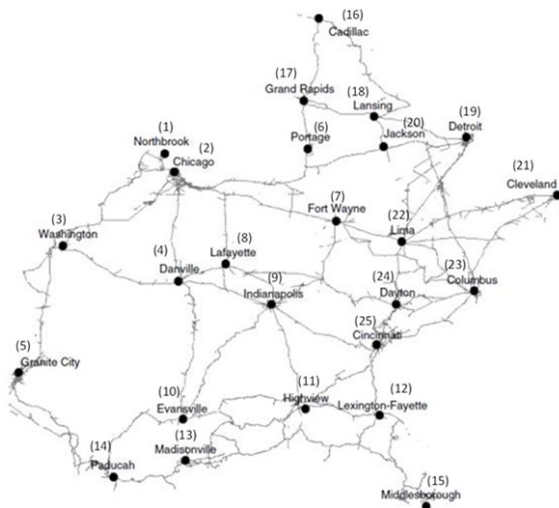 (16)
Cadillac
(17)
Grand Rapids
(18)
Lansing
(19)
Detroit
(20)
Jackson
(6)
Portage
(1)
Northbrook
(2)
Chicago
(21)
Cleveland
(7)
Fort Wayne
(22)
Lima
(3)
Washington
(8)
Lafayette
(4)
Danville
(9)
Indianapolis
(23)
Columbus
(24)
Dayton
(25)
Cincinnati
(5)
Granite City
(10)
Evansville
(11)
Highview
(12)
Lexington-Fayette
(13)
Madisonville
(14)
Paducah
(15)
Middlesborough